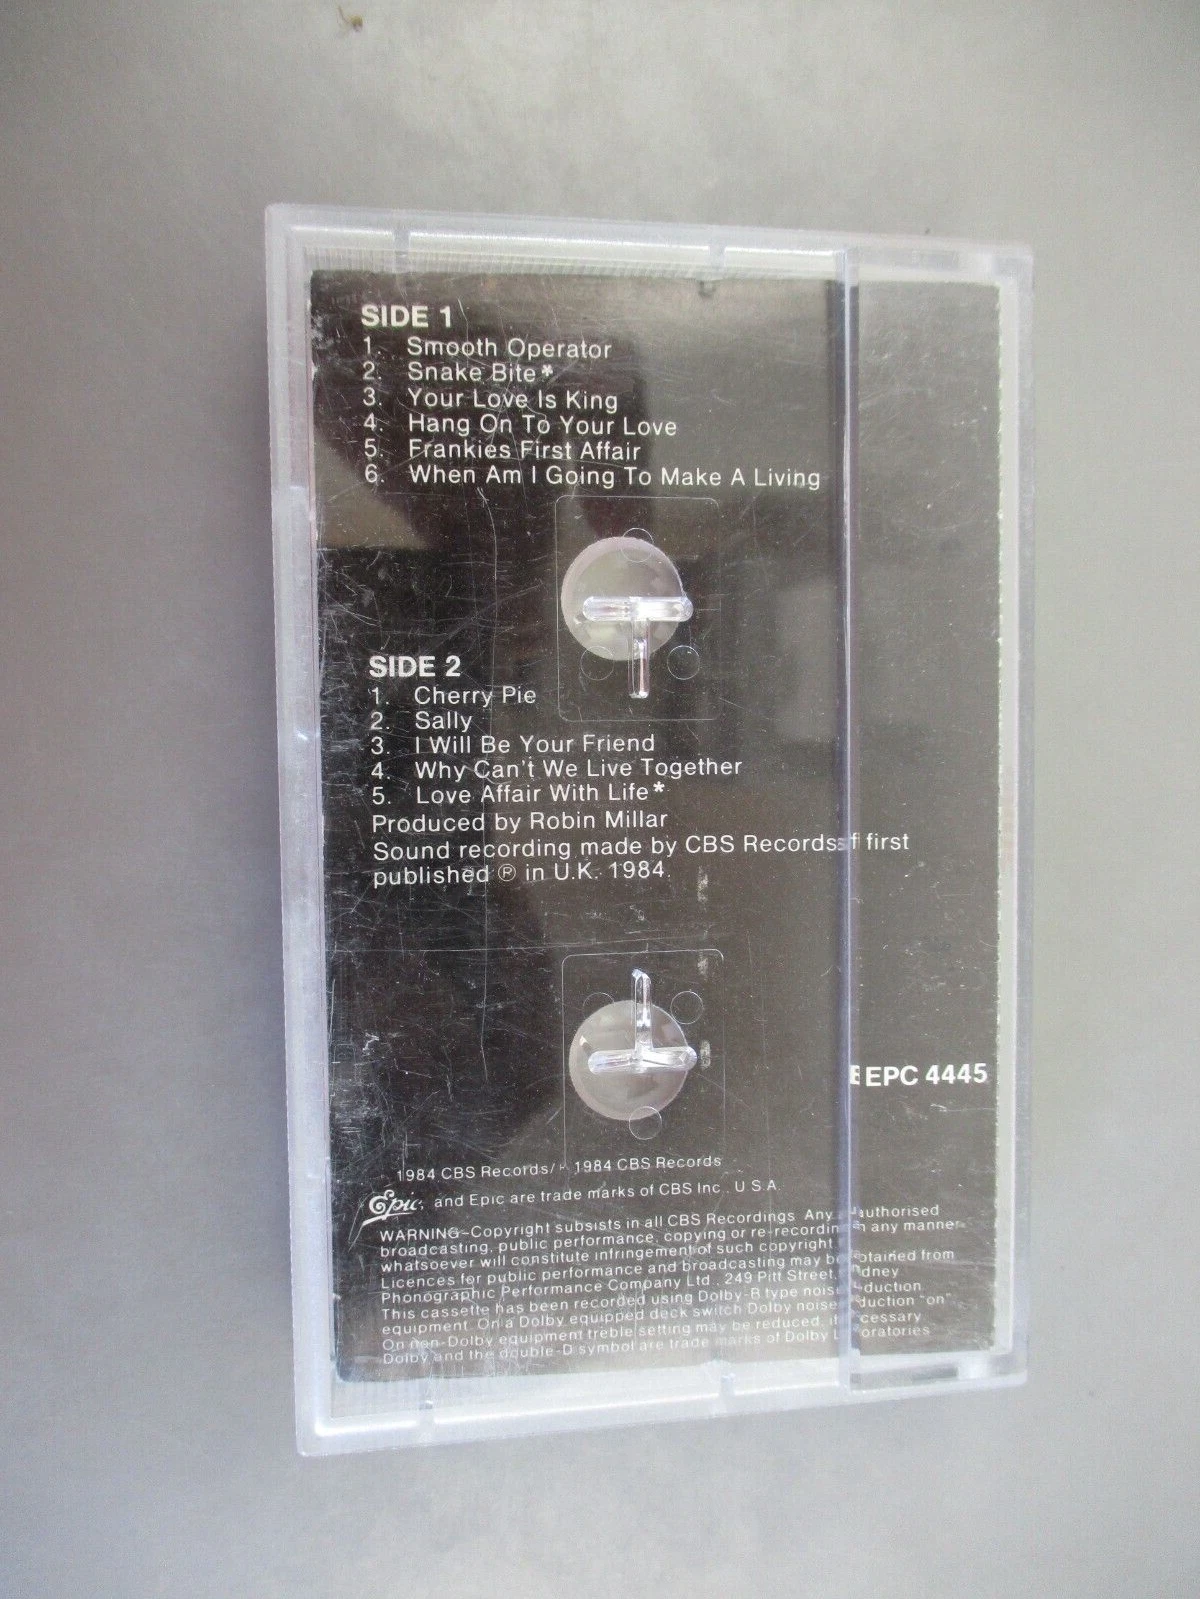 SIDE 1
1. Smooth Operator
2. Snake Bite*
3. Your Love Is King
4. Hang On To Your Love
5. Frankies First Affair
6. When Am I Going To Make A Living
SIDE 2
1. Cherry Pie
2. Sally
3. I Will Be Your Friend
4. Why Can't We Live Together
5. Love Affair With Life*
Produced by Robin Millar
Sound recording made by CBS Records first
published ℗ in U.K. 1984.
EPC 4445
1984 CBS Records/ 1984 CBS Records
Epic, and Epic are trade marks of CBS Inc. U S A.
WARNING-Copyright subsists in all CBS Recordings Any authorised
broadcasting, public performance, copying or re-recording in any manner
whatsoever will constitute infringement of such copyright
Licences for public performance and broadcasting may be obtained from
Phonographic Performance Company Ltd., 249 Pitt Street, Sydney
This cassette has been recorded using Dolby-B type noise reduction
equipment. On a Dolby equipped deck switch Dolby noise reduction "on"
On non-Dolby equipment treble setting may be reduced, if necessary
Dolby and the double-D symbol are trade marks of Dolby Laboratories